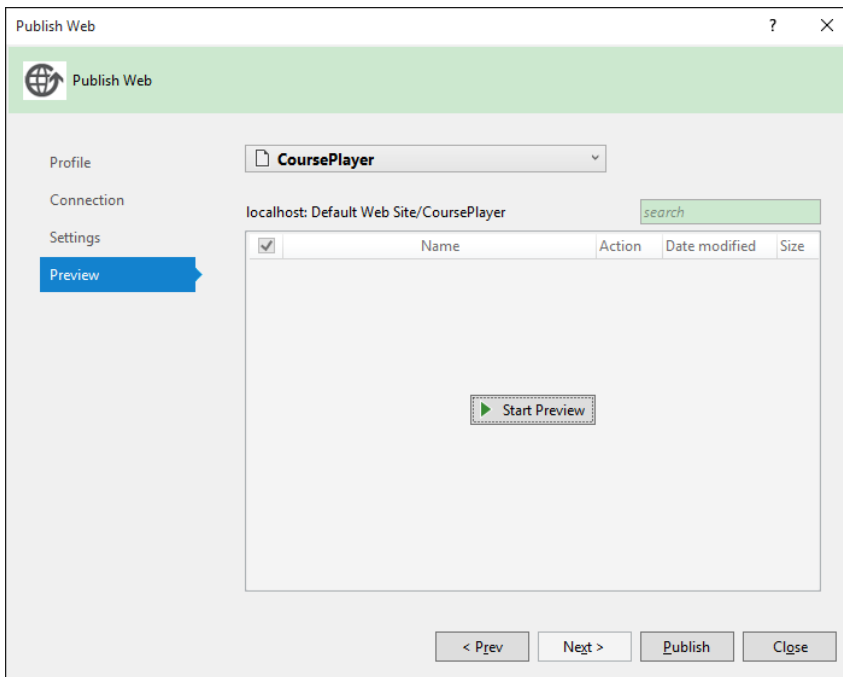 Publish Web
?
Publish Web
Profile
Connection
Settings
Preview
CoursePlayer
localhost: Default Web Site/CoursePlayer
search
Name Action Date modified Size
Start Preview
< Prev Next > Publish Close